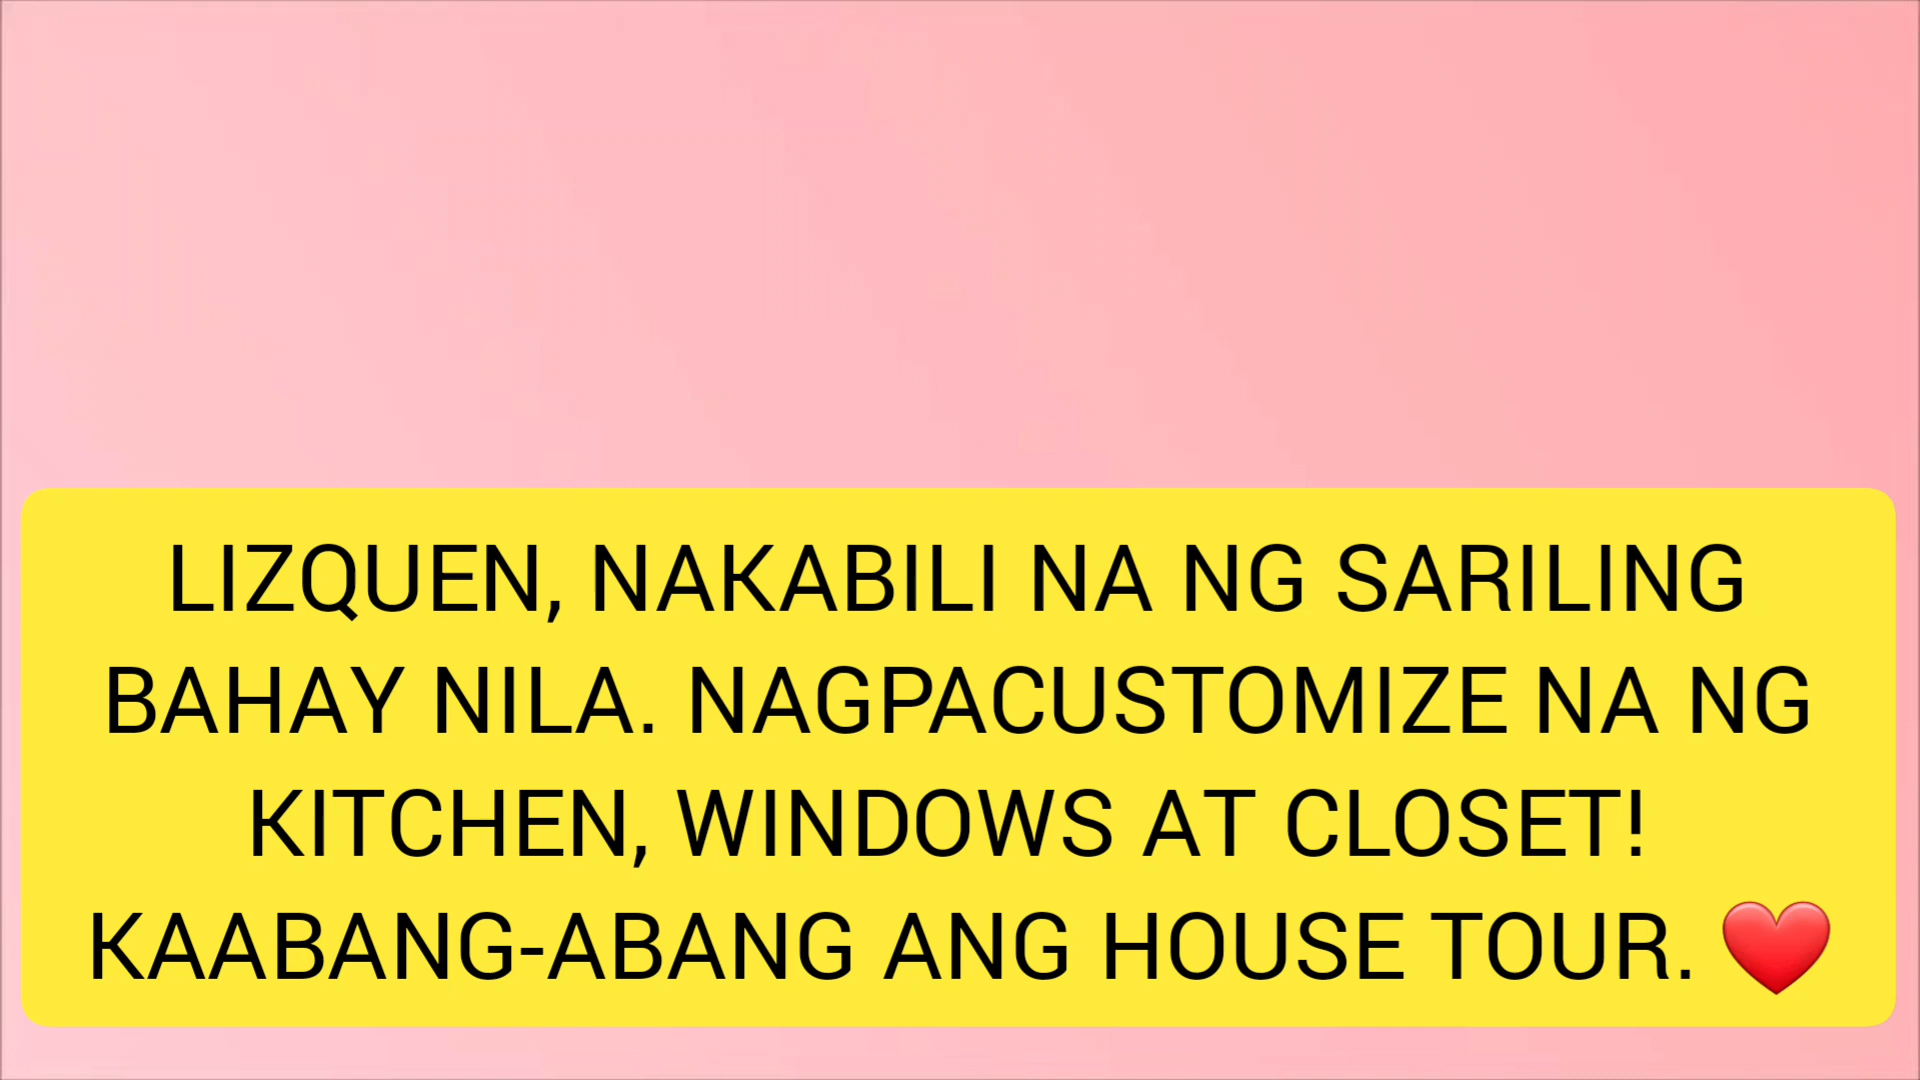 LIZQUEN, NAKABILI NA NG SARILING
BAHAY NILA. NAGPACUSTOMIZE NA NG
KITCHEN, WINDOWS AT CLOSET!
KAABANG-ABANG ANG HOUSE TOUR. ❤️